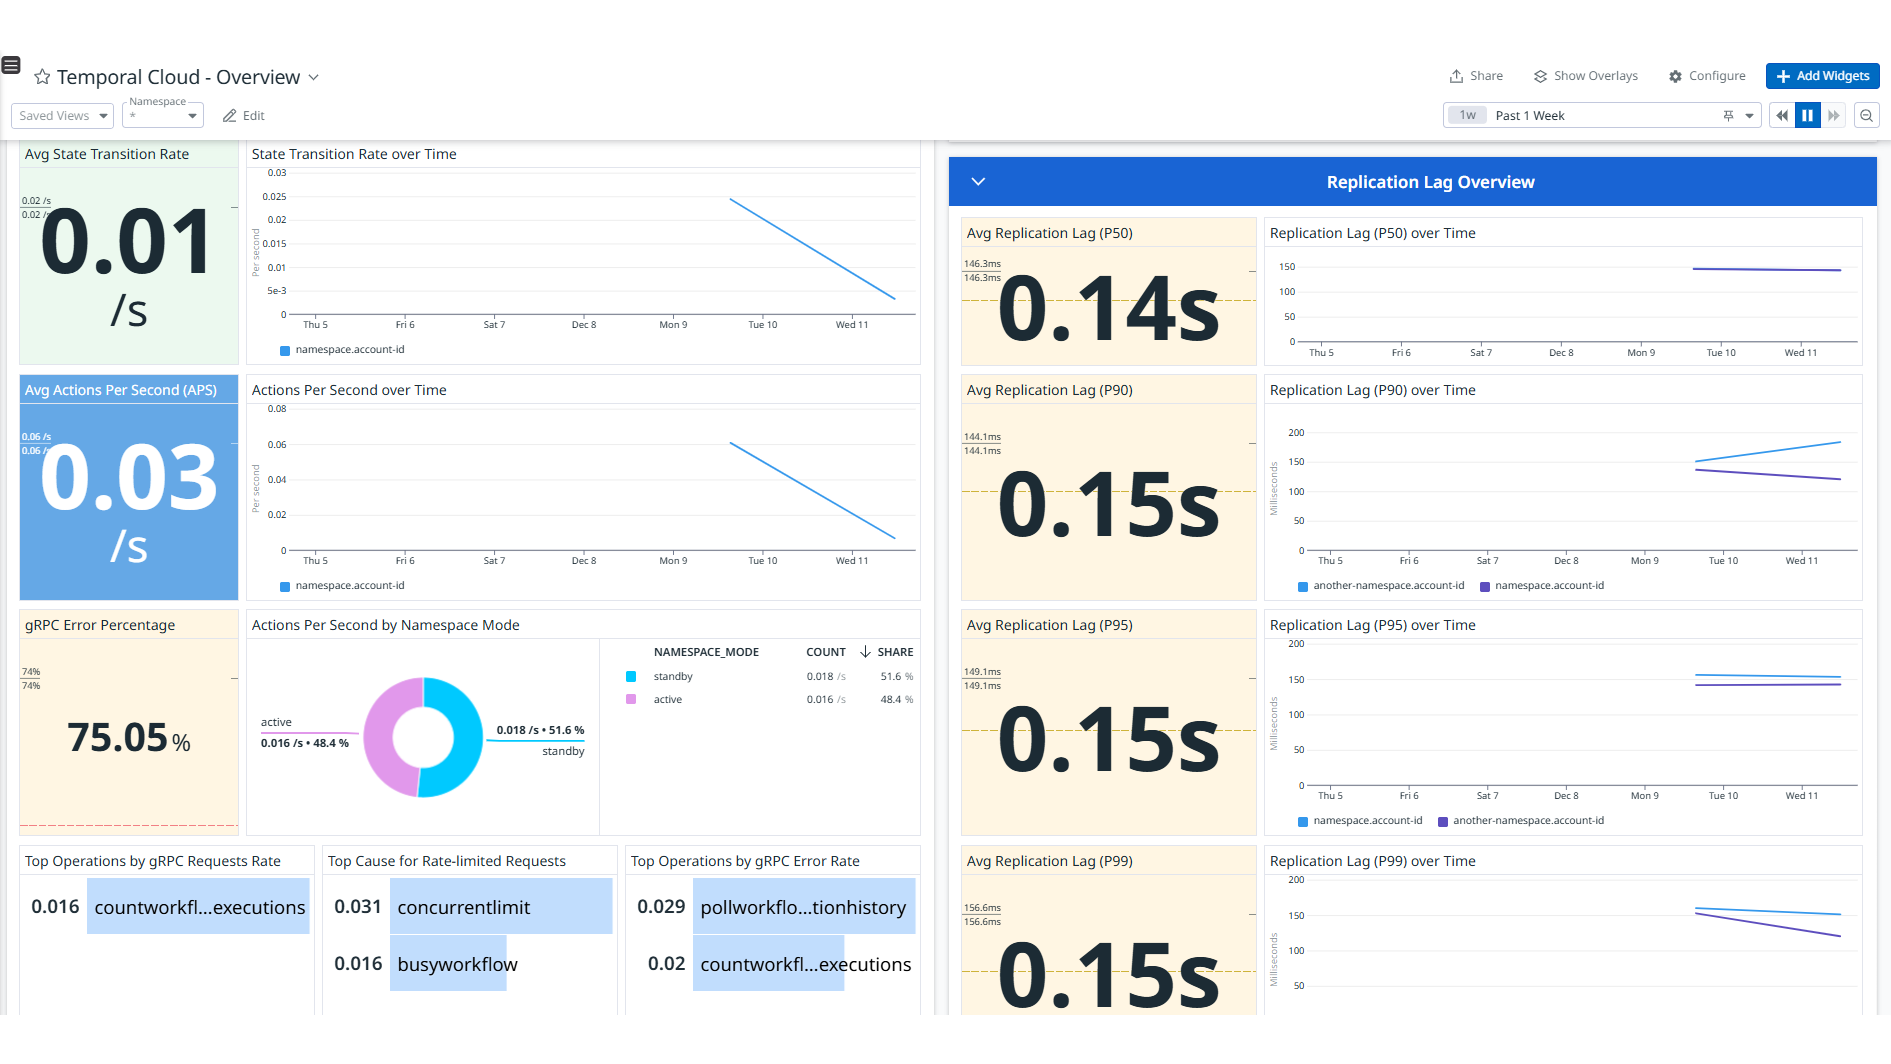 Temporal Cloud - Overview
Share
Show Overlays
Configure
Add Widgets
Saved Views
Namespace
*
Edit
1w Past 1 Week
Avg State Transition Rate
0.02 /s
0.02 /s
0.01
/s
State Transition Rate over Time
Per second
0.03
0.025
0.02
0.015
0.01
5e-3
0
Thu 5 Fri 6 Sat 7 Dec 8 Mon 9 Tue 10 Wed 11
namespace.account-id
Avg Actions Per Second (APS)
0.06 /s
0.06 /s
0.03
/s
Actions Per Second over Time
Per second
0.08
0.06
0.04
0.02
0
Thu 5 Fri 6 Sat 7 Dec 8 Mon 9 Tue 10 Wed 11
namespace.account-id
gRPC Error Percentage
74%
74%
75.05 %
Actions Per Second by Namespace Mode
active
0.016 /s • 48.4 %
0.018 /s • 51.6 %
standby
NAMESPACE_MODE COUNT SHARE
standby 0.018 /s 51.6 %
active 0.016 /s 48.4 %
Top Operations by gRPC Requests Rate
0.016 countworkfl...executions
Top Cause for Rate-limited Requests
0.031 concurrentlimit
0.016 busyworkflow
Top Operations by gRPC Error Rate
0.029 pollworkflo...tionhistory
0.02 countworkfl...executions
Replication Lag Overview
Avg Replication Lag (P50)
146.3ms
146.3ms
0.14s
Replication Lag (P50) over Time
150
100
50
0
Thu 5 Fri 6 Sat 7 Dec 8 Mon 9 Tue 10 Wed 11
Avg Replication Lag (P90)
144.1ms
144.1ms
0.15s
Replication Lag (P90) over Time
Milliseconds
200
150
100
50
0
Thu 5 Fri 6 Sat 7 Dec 8 Mon 9 Tue 10 Wed 11
another-namespace.account-id namespace.account-id
Avg Replication Lag (P95)
149.1ms
149.1ms
0.15s
Replication Lag (P95) over Time
Milliseconds
200
150
100
50
0
Thu 5 Fri 6 Sat 7 Dec 8 Mon 9 Tue 10 Wed 11
namespace.account-id another-namespace.account-id
Avg Replication Lag (P99)
156.6ms
156.6ms
0.15s
Replication Lag (P99) over Time
Milliseconds
200
150
100
50